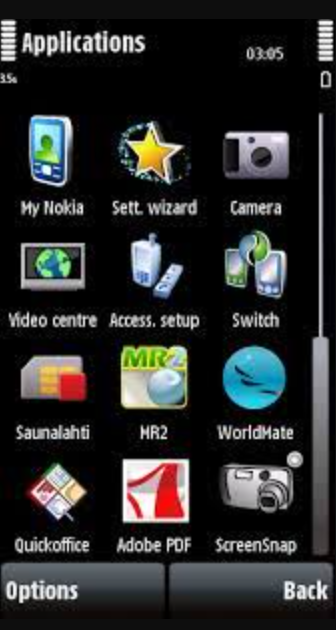 Applications
03:05
3.5G
My Nokia
Sett. wizard
Camera
Video centre
Access. setup
Switch
MR2
Saunalahti
MR2
WorldMate
Quickoffice
Adobe PDF
ScreenSnap
Options
Back